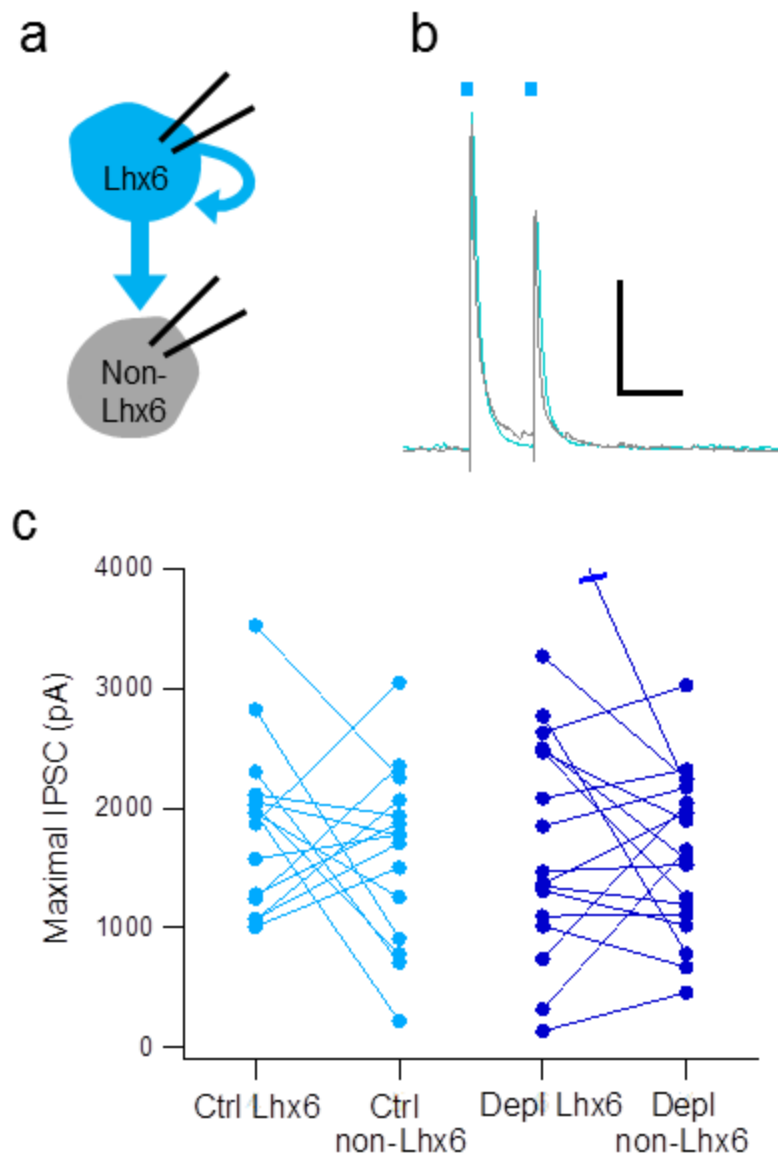 a
b
Lhx6
Non-
Lhx6
c
Maximal IPSC (pA)
4000
3000
2000
1000
0
Ctrl Lhx6
Ctrl
non-Lhx6
Depl Lhx6
Depl
non-Lhx6